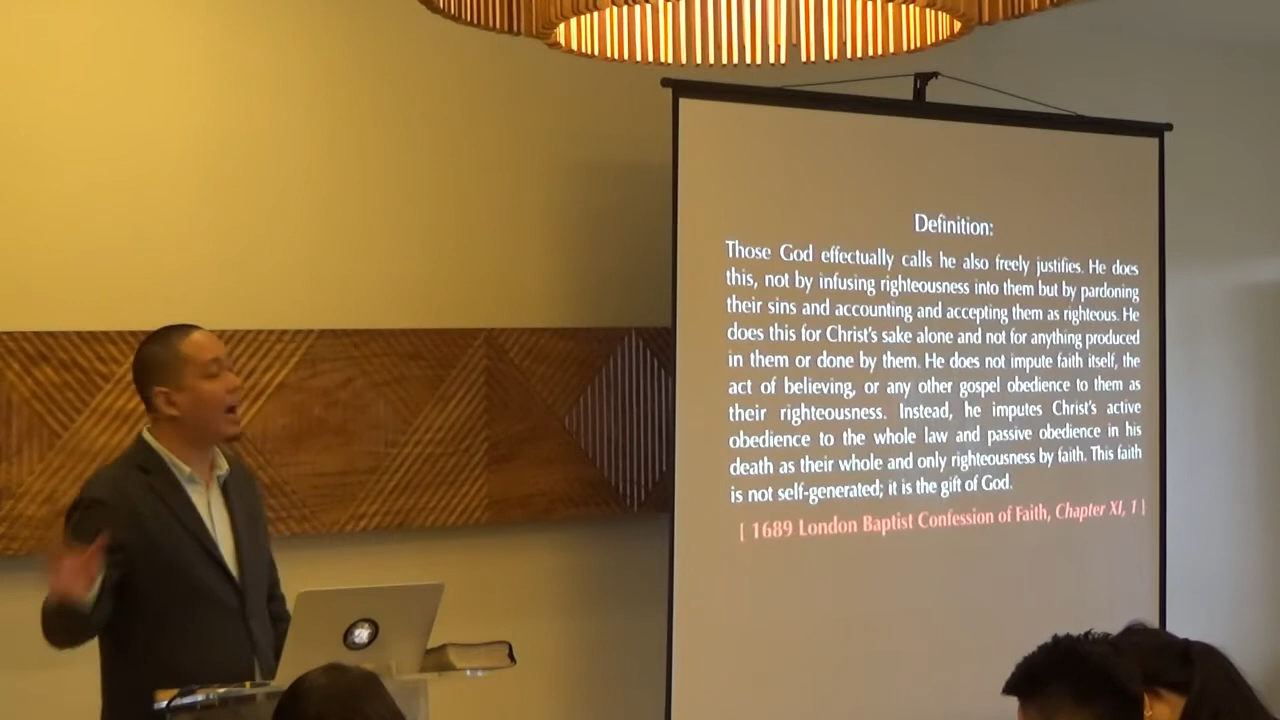 Definition:
Those God effectually calls he also freely justifies. He does
this, not by infusing righteousness into them but by pardoning
their sins and accounting and accepting them as righteous. He
does this for Christ's sake alone and not for anything produced
in them or done by them. He does not impute faith itself, the
act of believing, or any other gospel obedience to them as
their righteousness. Instead, he imputes Christ's active
obedience to the whole law and passive obedience in his
death as their whole and only righteousness by faith. This faith
is not self-generated; it is the gift of God.
[ 1689 London Baptist Confession of Faith, Chapter XI, 1 ]